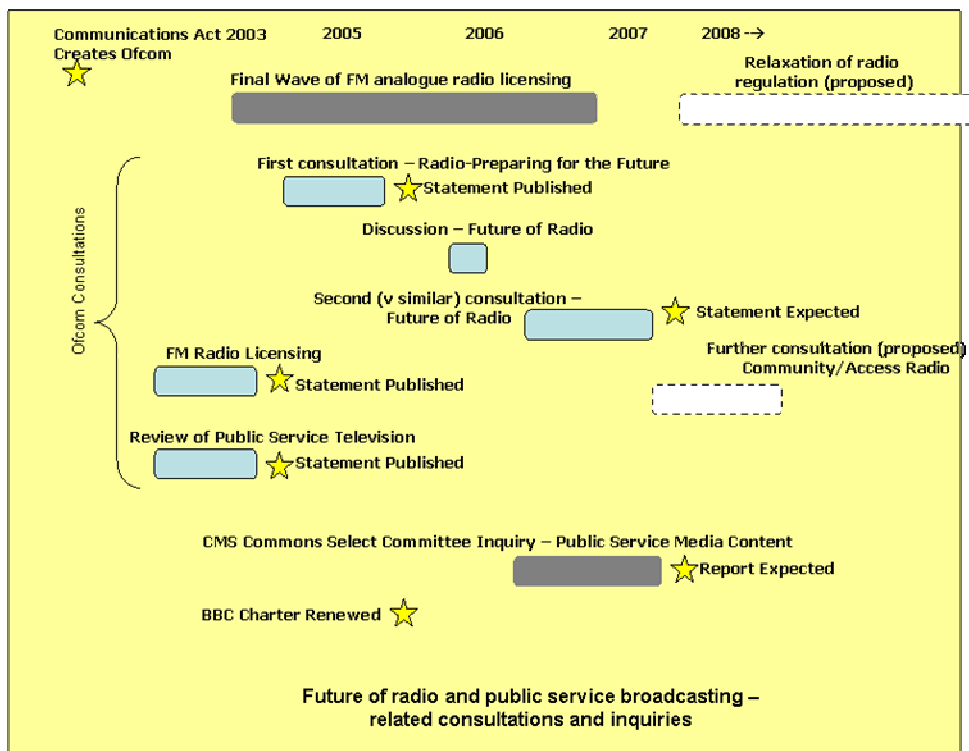 Communications Act 2003
Creates Ofcom
2005
2006
2007
2008 -->
Final Wave of FM analogue radio licensing
Relaxation of radio
regulation (proposed)
Ofcom Consultations
First consultation – Radio-Preparing for the Future
Statement Published
Discussion – Future of Radio
Second (v similar) consultation –
Future of Radio
Statement Expected
FM Radio Licensing
Statement Published
Further consultation (proposed)
Community/Access Radio
Review of Public Service Television
Statement Published
CMS Commons Select Committee Inquiry – Public Service Media Content
Report Expected
BBC Charter Renewed
Future of radio and public service broadcasting –
related consultations and inquiries